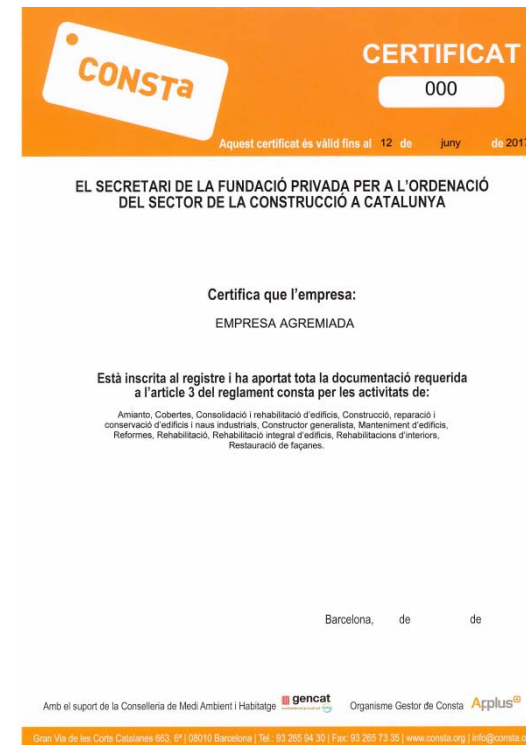 CONSTa
CERTIFICAT
000
Aquest certificat és vàlid fins al 12 de juny de 2017
EL SECRETARI DE LA FUNDACIÓ PRIVADA PER A L'ORDENACIÓ
DEL SECTOR DE LA CONSTRUCCIÓ A CATALUNYA
Certifica que l'empresa:
EMPRESA AGREMIADA
Està inscrita al registre i ha aportat tota la documentació requerida
a l'article 3 del reglament consta per les activitats de:
Amianto, Cobertes, Consolidació i rehabilitació d'edificis, Construcció, reparació i
conservació d'edificis i naus industrials, Constructor generalista, Manteniment d'edificis,
Reformes, Rehabilitació, Rehabilitació integral d'edificis, Rehabilitacions d'interiors,
Restauració de façanes.
Barcelona, de de
Amb el suport de la Conselleria de Medi Ambient i Habitatge gencat Organisme Gestor de Consta Applus+
Gran Via de les Corts Catalanes 663, 6ª | 08010 Barcelona | Tel.: 93 265 94 30 | Fax: 93 265 73 35 | www.consta.org | info@consta.o